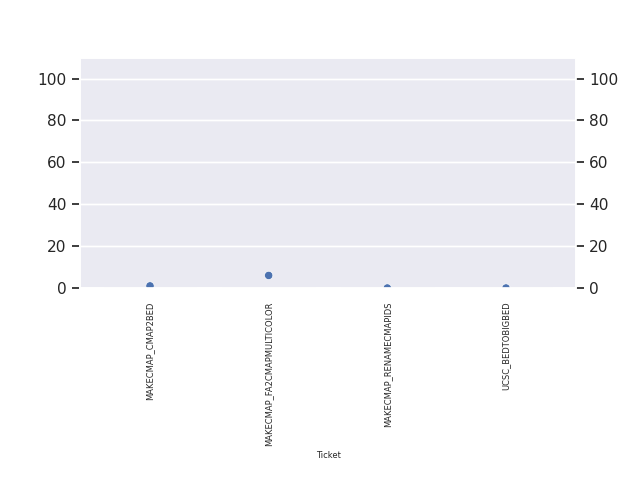 100
80
60
40
20
0
100
80
60
40
20
0
MAKECMAP_CMAP2BED
MAKECMAP_FA2CMAPMULTICOLOR
MAKECMAP_RENAMECMAPIDS
UCSC_BEDTOBIGBED
Ticket